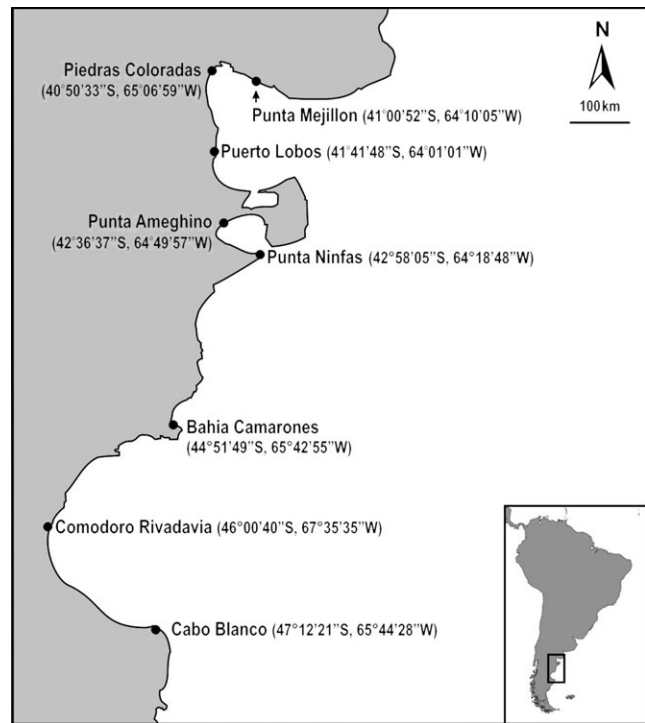 N
100 km
Piedras Coloradas
(40°50'33''S, 65°06'59''W)
Punta Mejillon (41°00'52''S, 64°10'05''W)
Puerto Lobos (41°41'48''S, 64°01'01''W)
Punta Ameghino
(42°36'37''S, 64°49'57''W)
Punta Ninfas (42°58'05''S, 64°18'48''W)
Bahia Camarones
(44°51'49''S, 65°42'55''W)
Comodoro Rivadavia (46°00'40''S, 67°35'35''W)
Cabo Blanco (47°12'21''S, 65°44'28''W)